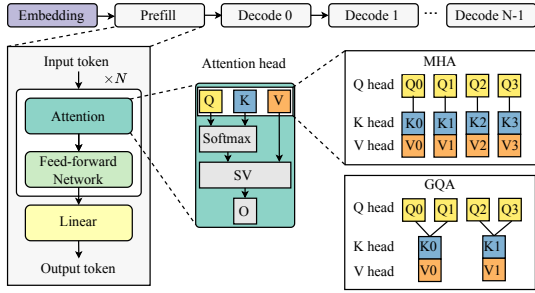 Embedding Prefill Decode 0 Decode 1 ... Decode N-1
Input token
×N
Attention
Feed-forward
Network
Linear
Output token
Attention head
Q K V
Softmax
SV
O
MHA
Q head Q0 Q1 Q2 Q3
K head K0 K1 K2 K3
V head V0 V1 V2 V3
GQA
Q head Q0 Q1 Q2 Q3
K head K0 K1
V head V0 V1